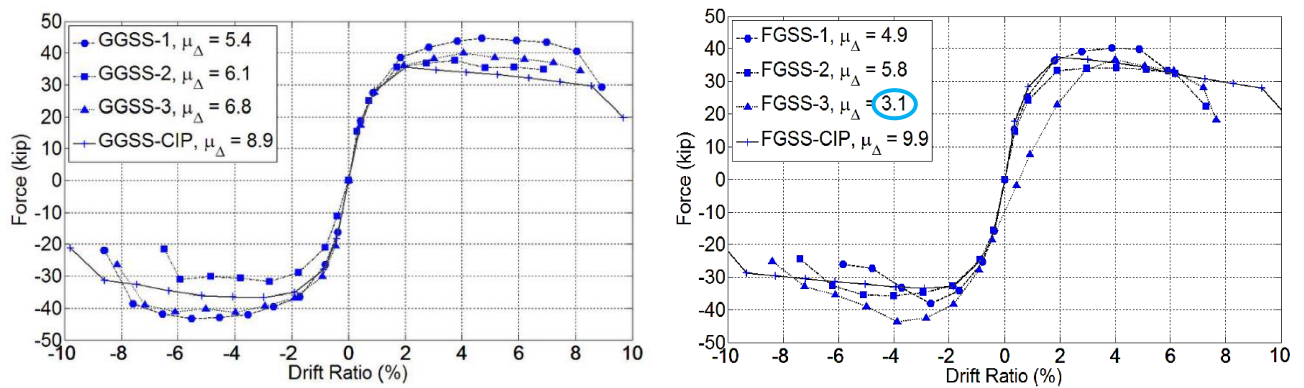 50
40
30
20
10
0
-10
-20
-30
-40
-50
Force (kip)
GGSS-1, μΔ = 5.4
GGSS-2, μΔ = 6.1
GGSS-3, μΔ = 6.8
GGSS-CIP, μΔ = 8.9
-10 -8 -6 -4 -2 0 2 4 6 8 10
Drift Ratio (%)
50
40
30
20
10
0
-10
-20
-30
-40
-50
Force (kip)
FGSS-1, μΔ = 4.9
FGSS-2, μΔ = 5.8
FGSS-3, μΔ = 3.1
FGSS-CIP, μΔ = 9.9
-10 -8 -6 -4 -2 0 2 4 6 8 10
Drift Ratio (%)